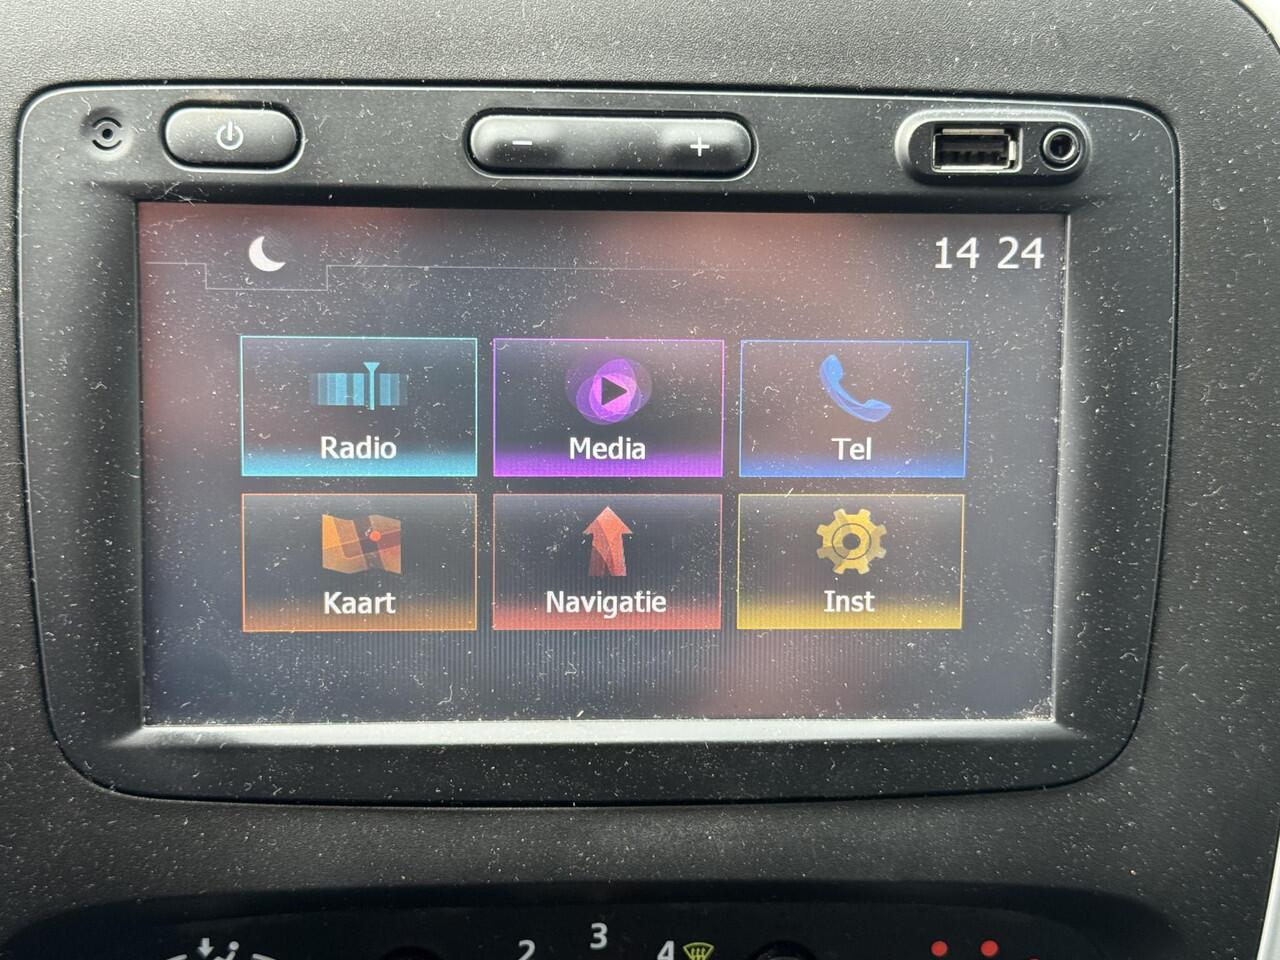 − +
14 24
Radio Media Tel
Kaart Navigatie Inst
2 3 4